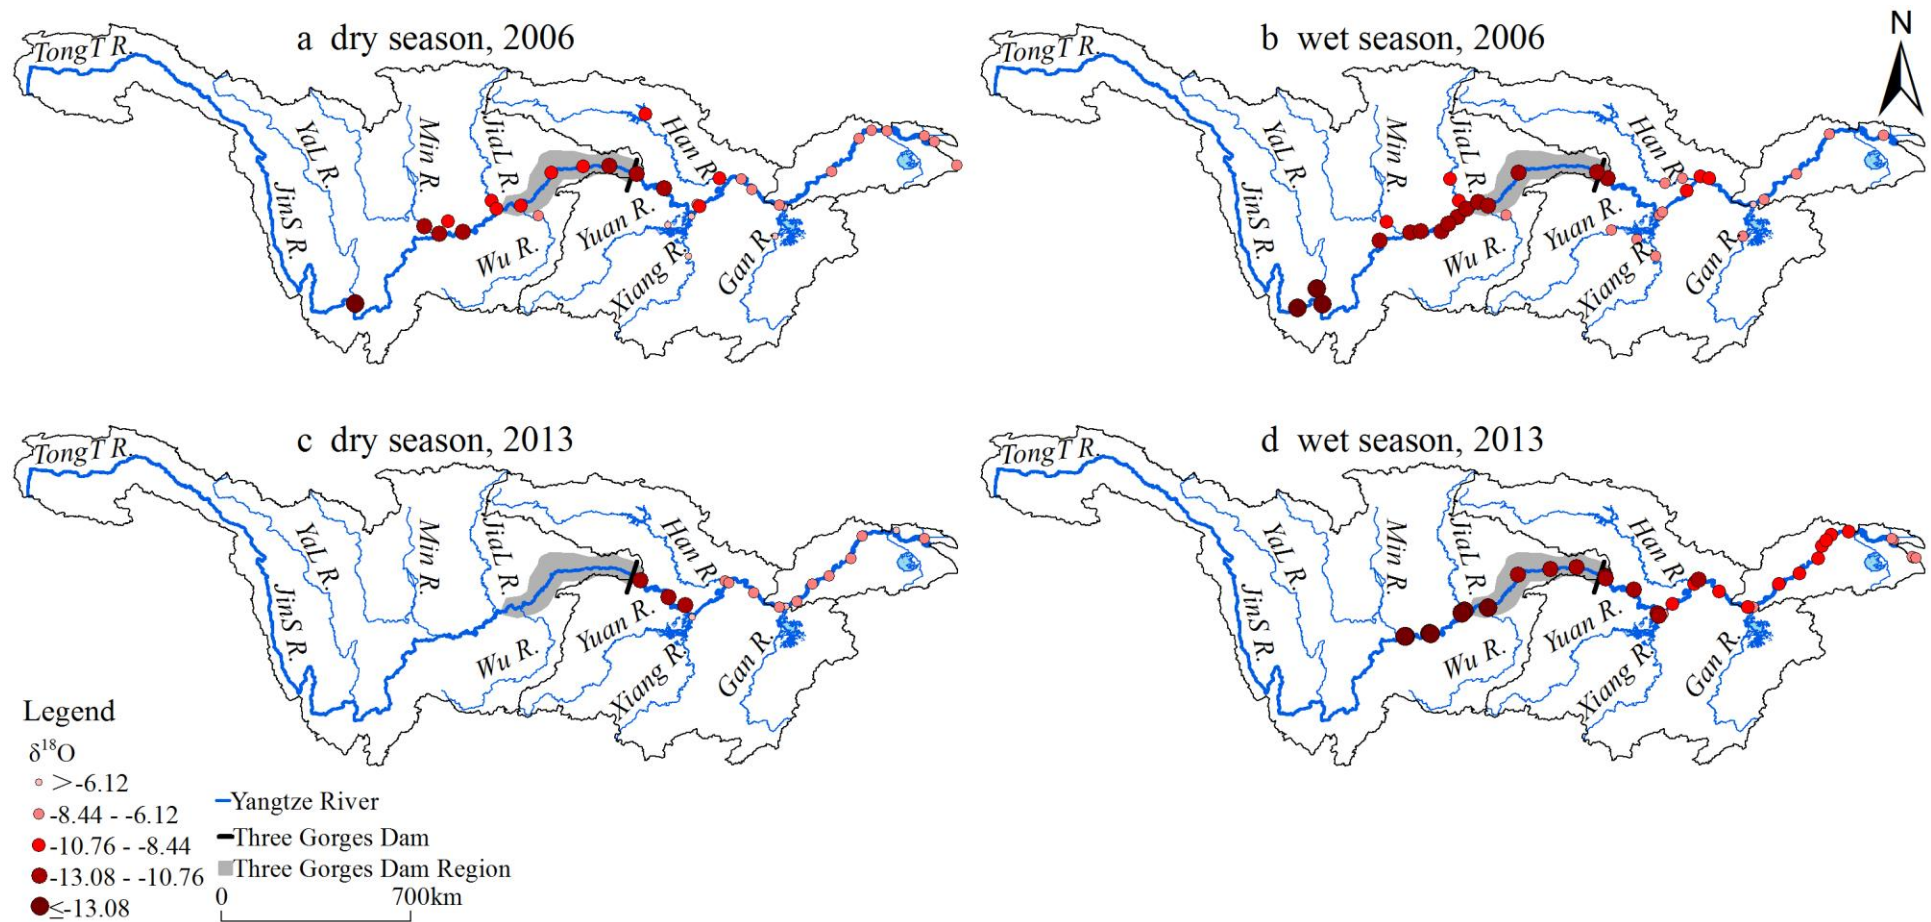 a dry season, 2006
TongT R.
JinS R.
YaL R.
Min R.
JiaL R.
Wu R.
Yuan R.
Xiang R.
Han R.
Gan R.
b wet season, 2006
N
TongT R.
JinS R.
YaL R.
Min R.
JiaL R.
Wu R.
Yuan R.
Xiang R.
Han R.
Gan R.
c dry season, 2013
TongT R.
JinS R.
YaL R.
Min R.
JiaL R.
Wu R.
Yuan R.
Xiang R.
Han R.
Gan R.
d wet season, 2013
TongT R.
JinS R
YaL R.
Min R.
JiaL R.
Wu R.
Yuan R.
Xiang R.
Han R.
Gan R.
Legend
δ¹⁸O
>-6.12
-8.44 - -6.12
-10.76 - -8.44
-13.08 - -10.76
≤-13.08
Yangtze River
Three Gorges Dam
Three Gorges Dam Region
0 700km